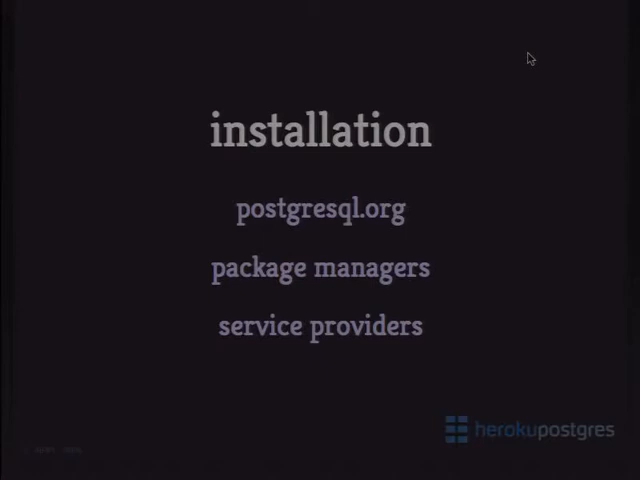 installation
postgresql.org
package managers
service providers
herokupostgres